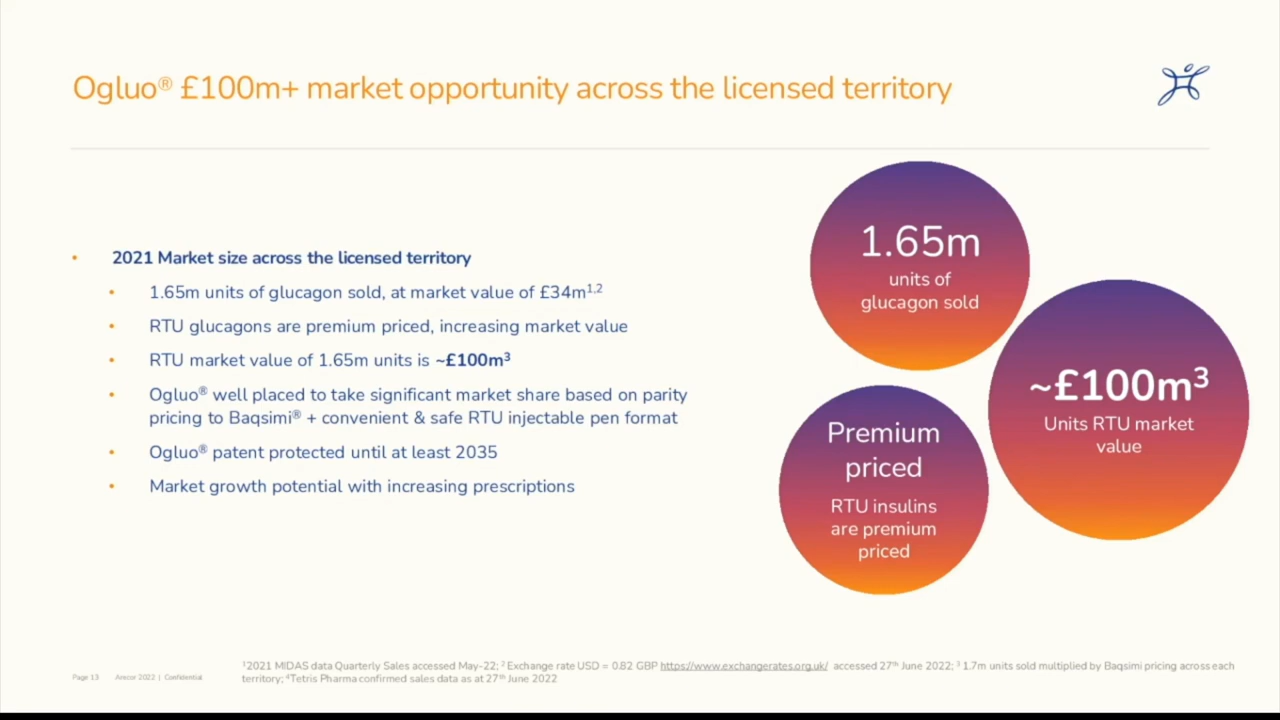 Ogluo® £100m+ market opportunity across the licensed territory
• 2021 Market size across the licensed territory
• 1.65m units of glucagon sold, at market value of £34m1,2
• RTU glucagons are premium priced, increasing market value
• RTU market value of 1.65m units is ~£100m3
• Ogluo® well placed to take significant market share based on parity
pricing to Baqsimi® + convenient & safe RTU injectable pen format
• Ogluo® patent protected until at least 2035
• Market growth potential with increasing prescriptions
1.65m
units of
glucagon sold
~£100m3
Units RTU market
value
Premium
priced
RTU insulins
are premium
priced
Page 13 Arecor 2022 | Confidential
12021 MIDAS data Quarterly Sales accessed May-22; 2 Exchange rate USD = 0.82 GBP https://www.exchangerates.org.uk/ accessed 27th June 2022; 3 1.7m units sold multiplied by Baqsimi pricing across each
territory; 4Tetris Pharma confirmed sales data as at 27th June 2022